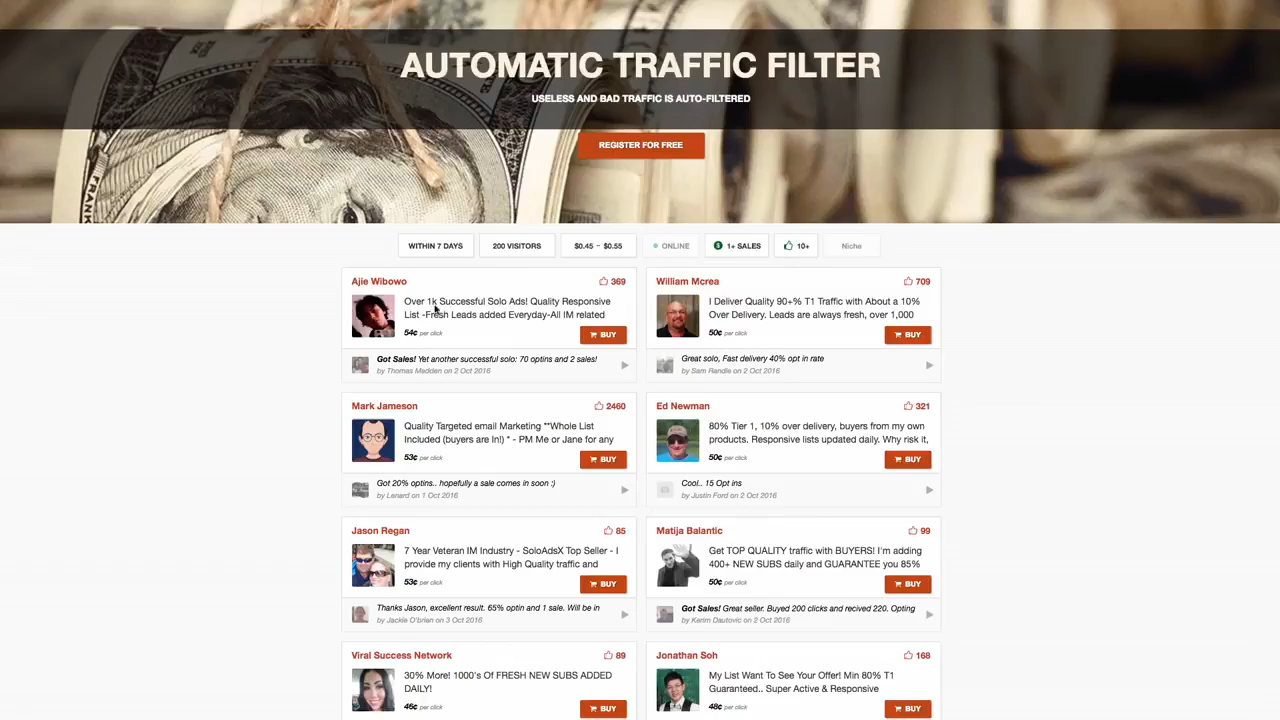 AUTOMATIC TRAFFIC FILTER
USELESS AND BAD TRAFFIC IS AUTO-FILTERED
REGISTER FOR FREE
FRANK
WITHIN 7 DAYS
200 VISITORS
$0.45 - $0.55
ONLINE
1+ SALES
10+
Niche
Ajie Wibowo
369
Over 1k Successful Solo Ads! Quality Responsive
List -Fresh Leads added Everyday-All IM related
54¢ per click
BUY
Got Sales! Yet another successful solo: 70 optins and 2 sales!
by Thomas Madden on 2 Oct 2016
William Mcrea
709
I Deliver Quality 90+% T1 Traffic with About a 10%
Over Delivery. Leads are always fresh, over 1,000
50¢ per click
BUY
Great solo, Fast delivery 40% opt in rate
by Sam Randle on 2 Oct 2016
Mark Jameson
2460
Quality Targeted email Marketing **Whole List
Included (buyers are In!) * - PM Me or Jane for any
53¢ per click
BUY
Got 20% optins.. hopefully a sale comes in soon :)
by Lenard on 1 Oct 2016
Ed Newman
321
80% Tier 1, 10% over delivery, buyers from my own
products. Responsive lists updated daily. Why risk it,
50¢ per click
BUY
Cool.. 15 Opt ins
by Justin Ford on 2 Oct 2016
Jason Regan
85
7 Year Veteran IM Industry - SoloAdsX Top Seller - I
provide my clients with High Quality traffic and
53¢ per click
BUY
Thanks Jason, excellent result. 65% optin and 1 sale. Will be in
by Jackie O'brien on 3 Oct 2016
Matija Balantic
99
Get TOP QUALITY traffic with BUYERS! I'm adding
400+ NEW SUBS daily and GUARANTEE you 85%
50¢ per click
BUY
Got Sales! Great seller. Buyed 200 clicks and recived 220. Opting
by Kerim Dautovic on 2 Oct 2016
Viral Success Network
89
30% More! 1000's Of FRESH NEW SUBS ADDED
DAILY!
46¢ per click
BUY
Jonathan Soh
168
My List Want To See Your Offer! Min 80% T1
Guaranteed.. Super Active & Responsive
48¢ per click
BUY